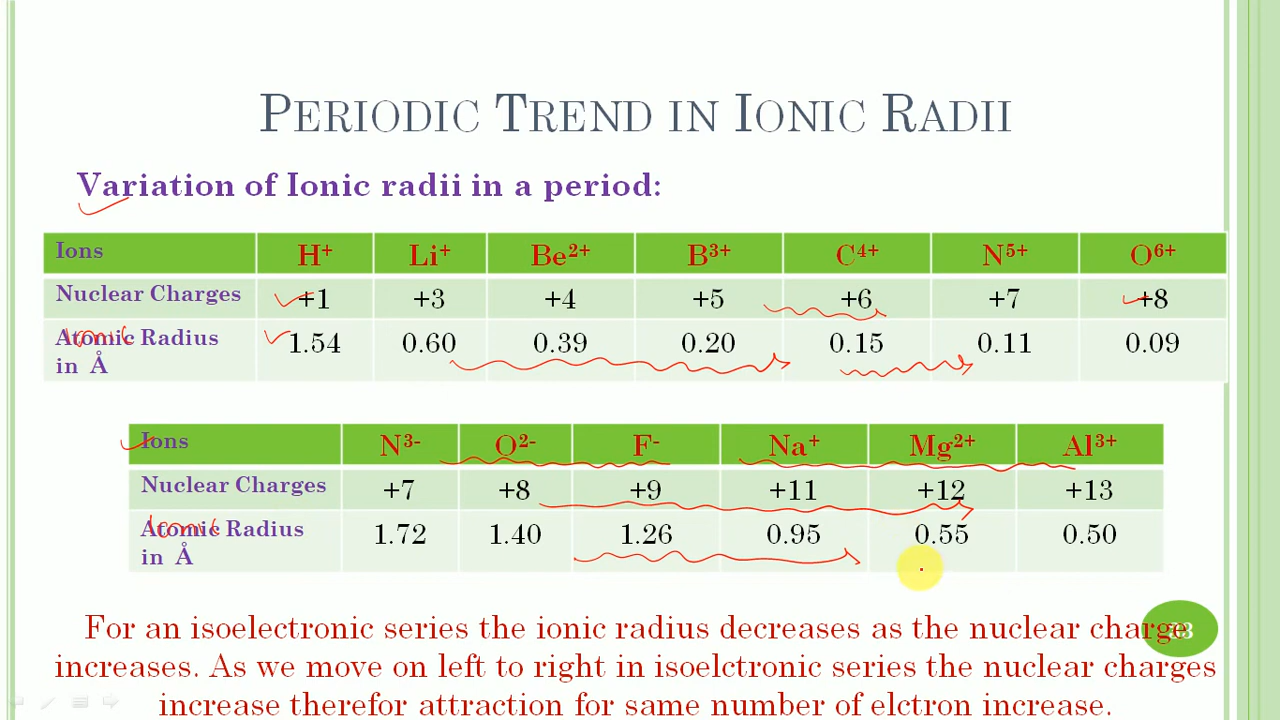 PERIODIC TREND IN IONIC RADII
Variation of Ionic radii in a period:
Ions H+ Li+ Be2+ B3+ C4+ N5+ O6+
Nuclear Charges +1 +3 +4 +5 +6 +7 +8
Ionic
Atomic Radius in Å 1.54 0.60 0.39 0.20 0.15 0.11 0.09
Ions N3- O2- F- Na+ Mg2+ Al3+
Nuclear Charges +7 +8 +9 +11 +12 +13
Ionic
Atomic Radius in Å 1.72 1.40 1.26 0.95 0.55 0.50
For an isoelectronic series the ionic radius decreases as the nuclear charge
increases. As we move on left to right in isoelctronic series the nuclear charges
increase therefor attraction for same number of elctron increase.